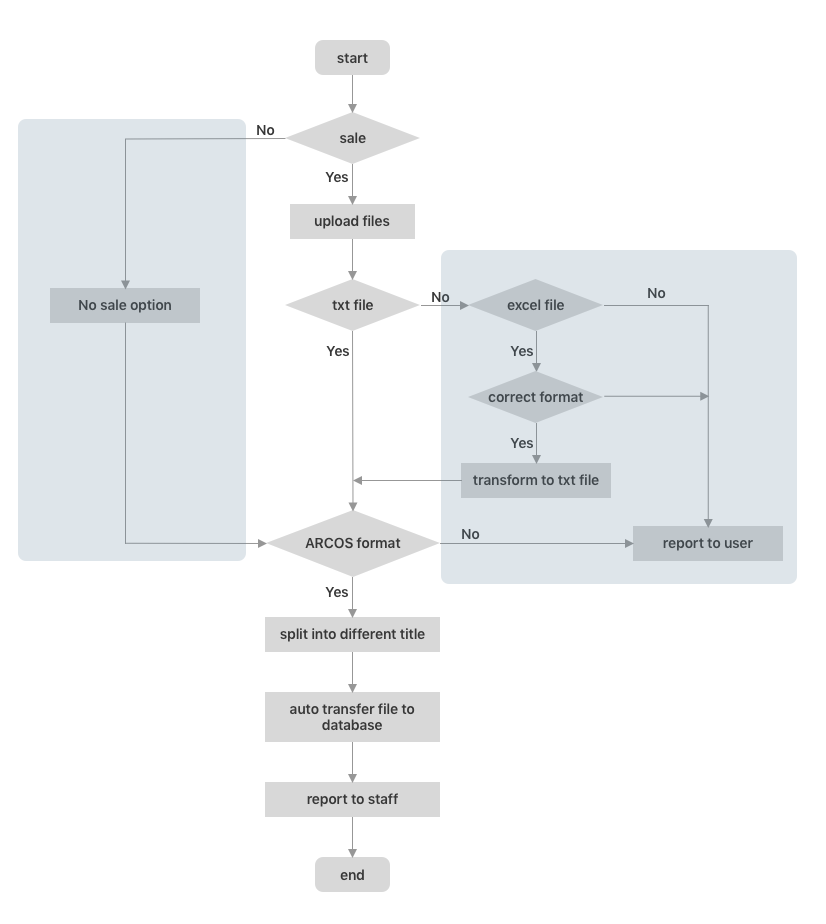 start
No
sale
Yes
upload files
txt file
No
excel file
No
No sale option
Yes
Yes
correct format
Yes
transform to txt file
ARCOS format
No
report to user
Yes
split into different title
auto transfer file to
database
report to staff
end